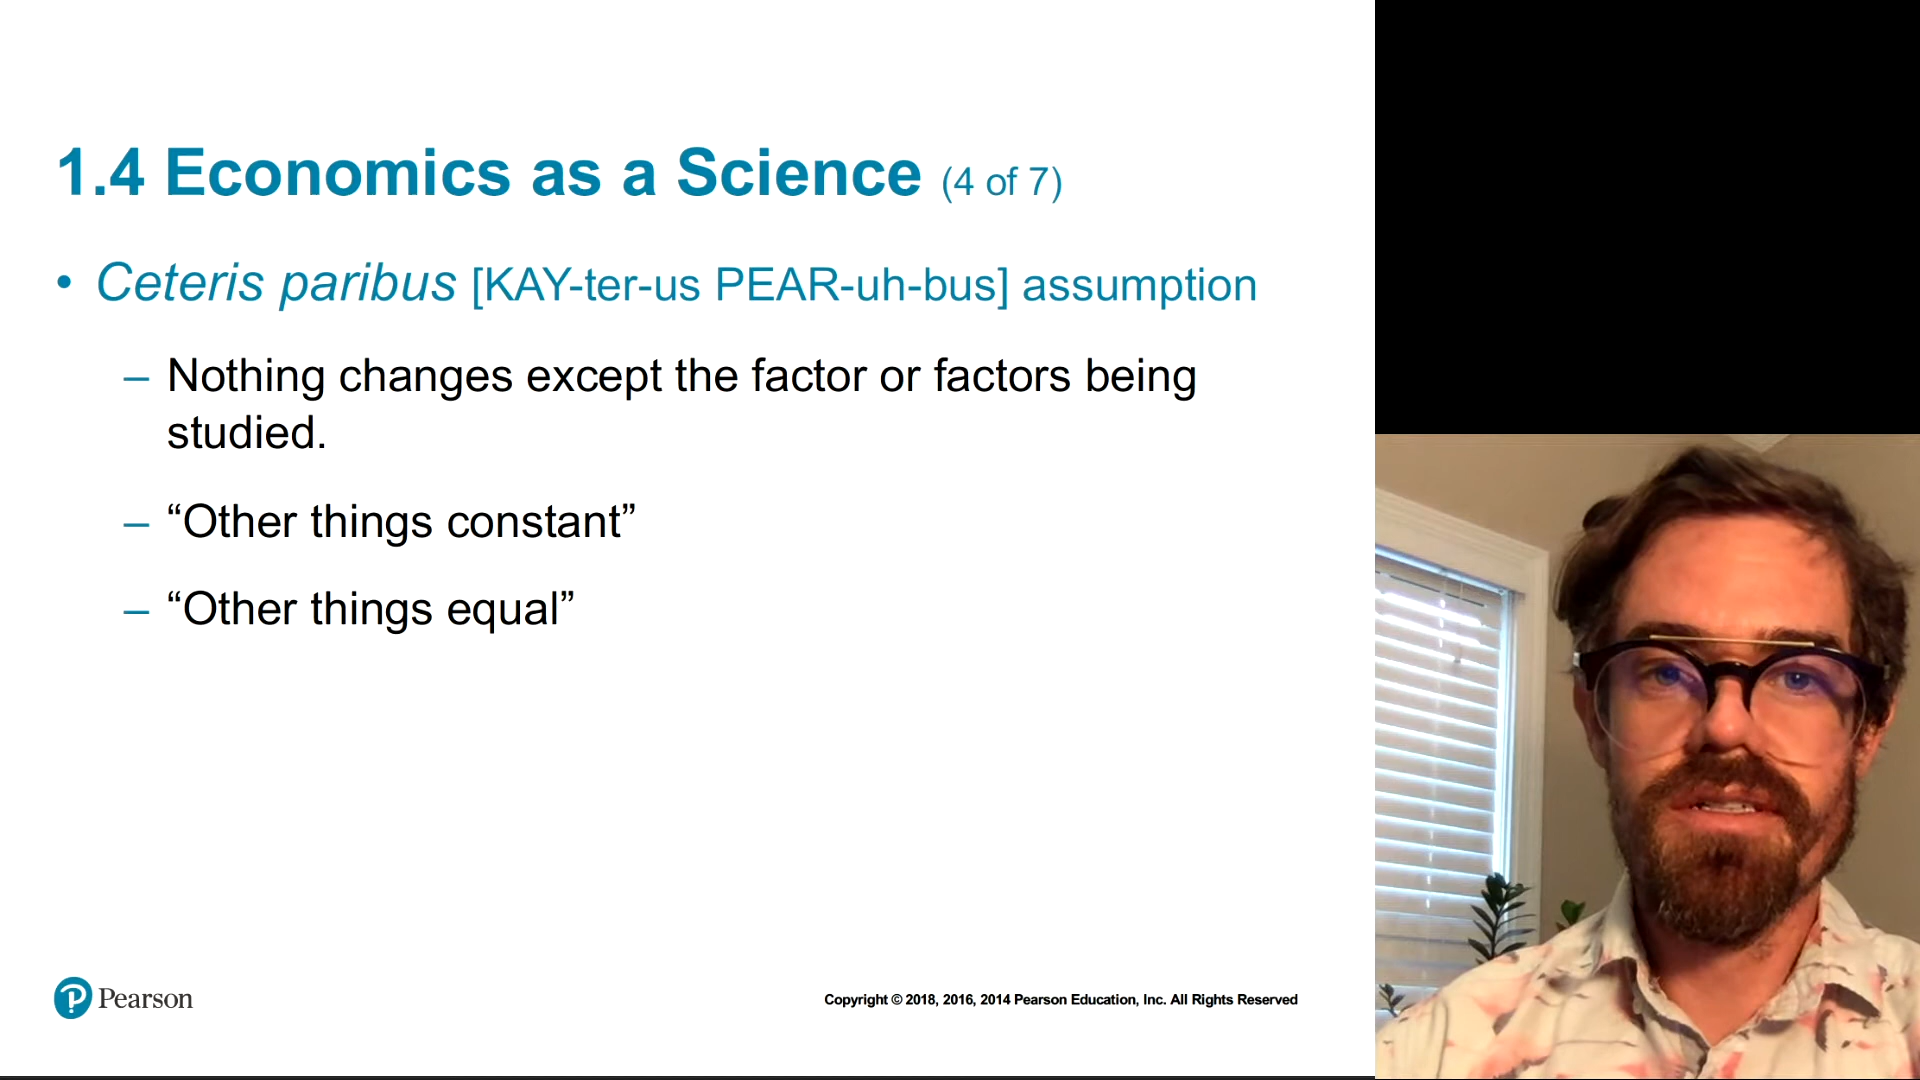 1.4 Economics as a Science (4 of 7)
• Ceteris paribus [KAY-ter-us PEAR-uh-bus] assumption
– Nothing changes except the factor or factors being
studied.
– “Other things constant”
– “Other things equal”
Pearson
Copyright © 2018, 2016, 2014 Pearson Education, Inc. All Rights Reserved